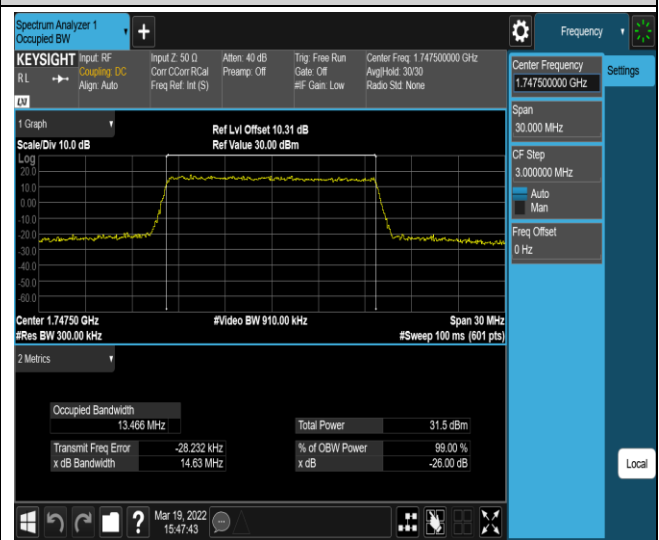 Spectrum Analyzer 1
Occupied BW
Frequency
KEYSIGHT
RL
LXI
Input: RF
Coupling: DC
Align: Auto
Input Z: 50 Ω
Corr CCorr RCal
Freq Ref: Int (S)
Atten: 40 dB
Preamp: Off
Trig: Free Run
Gate: Off
#IF Gain: Low
Center Freq: 1.747500000 GHz
Avg|Hold: 30/30
Radio Std: None
Center Frequency
1.747500000 GHz
Settings
Span
30.000 MHz
CF Step
3.000000 MHz
Auto
Man
Freq Offset
0 Hz
1 Graph
Scale/Div 10.0 dB
Ref Lvl Offset 10.31 dB
Ref Value 30.00 dBm
Log
20.0
10.0
0.00
-10.0
-20.0
-30.0
-40.0
-50.0
-60.0
Center 1.74750 GHz
#Res BW 300.00 kHz
#Video BW 910.00 kHz
Span 30 MHz
#Sweep 100 ms (601 pts)
2 Metrics
Occupied Bandwidth
13.466 MHz
Total Power 31.5 dBm
Transmit Freq Error -28.232 kHz
% of OBW Power 99.00 %
x dB Bandwidth 14.63 MHz
x dB -26.00 dB
Local
?
Mar 19, 2022
15:47:43